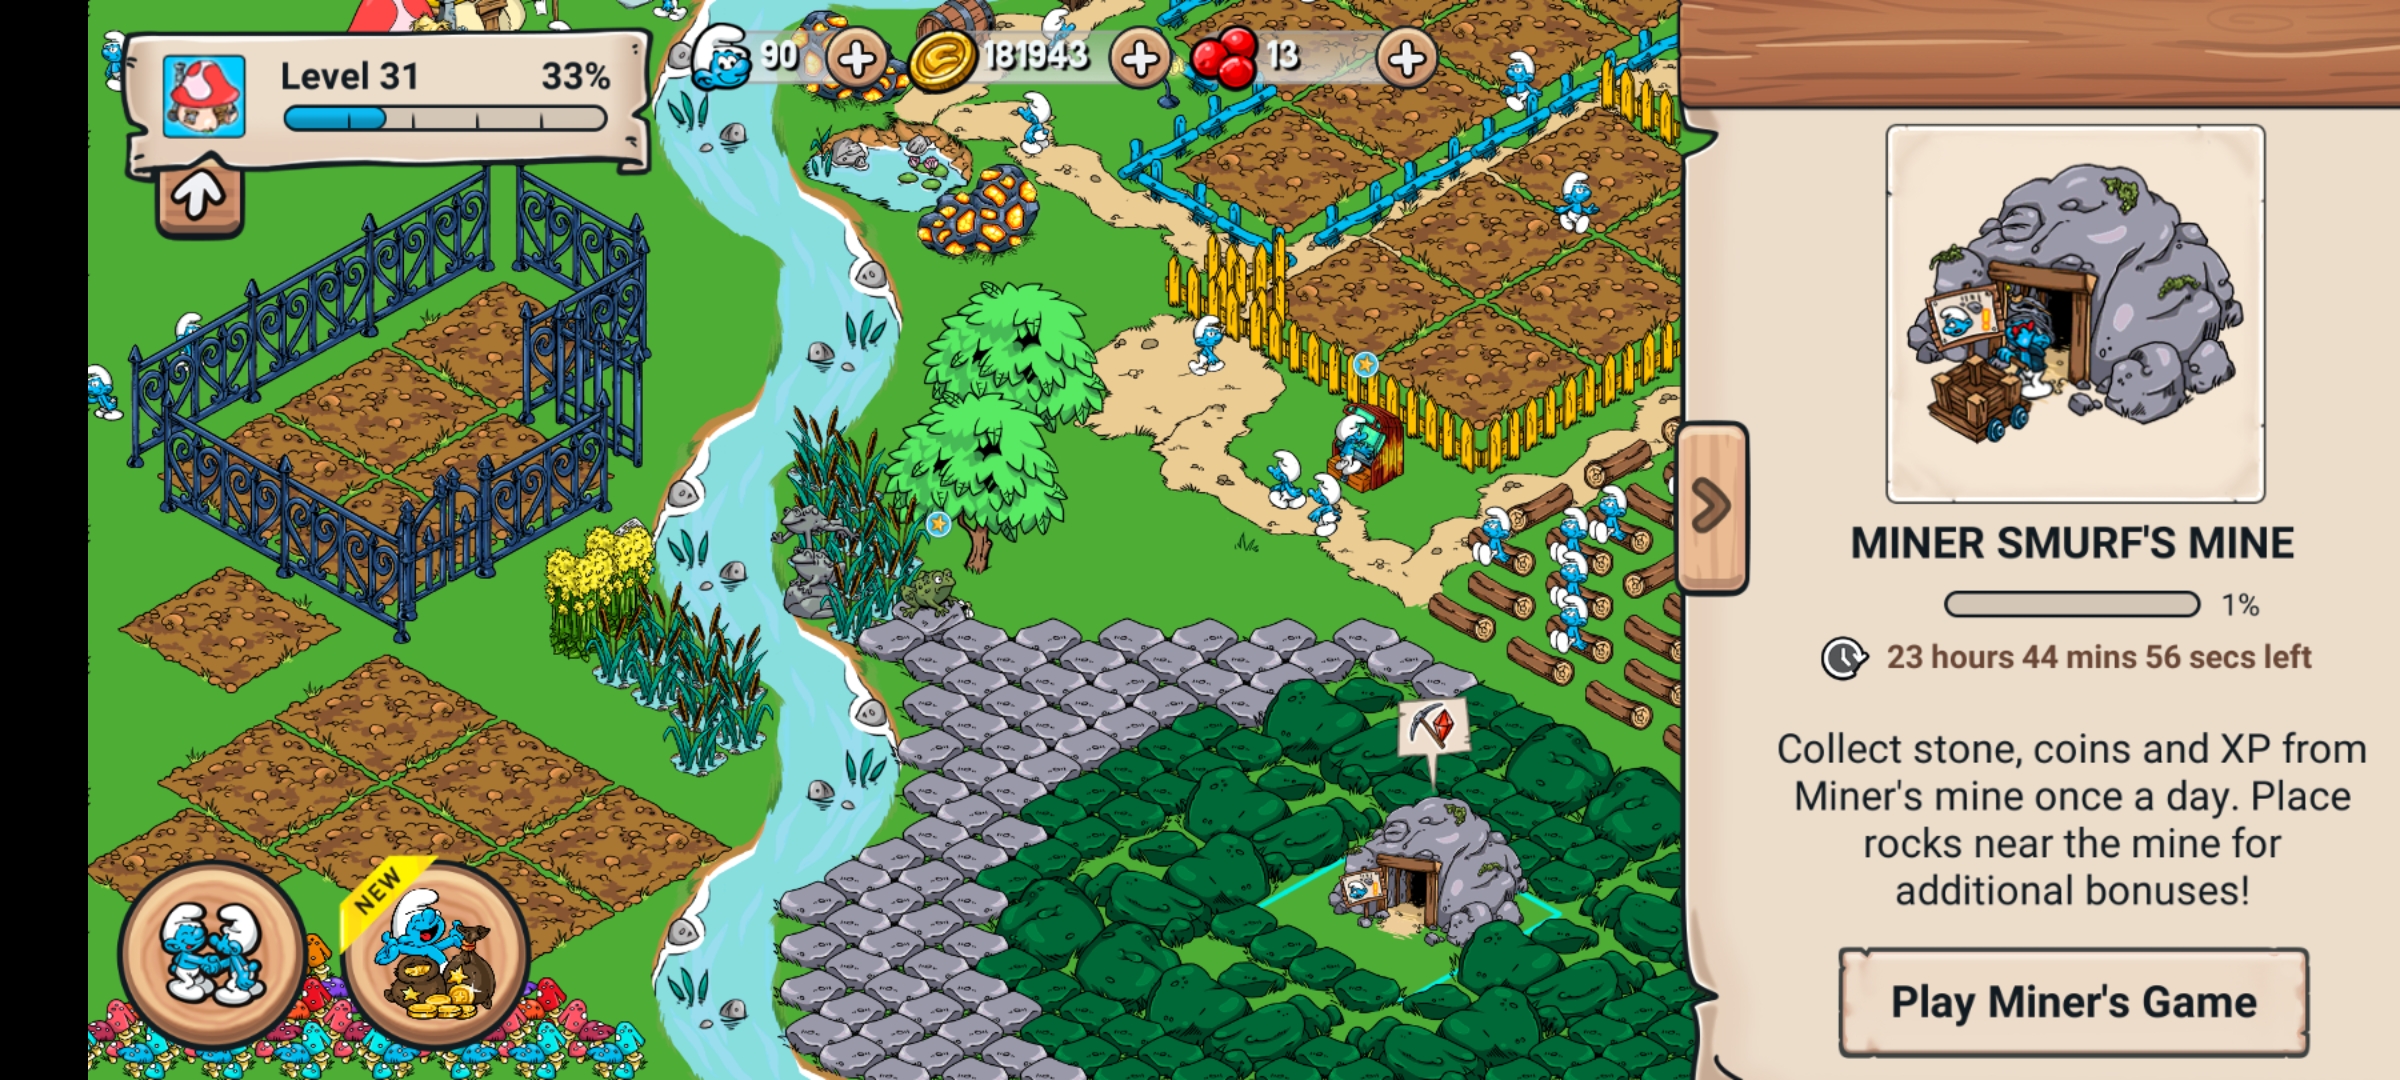 Level 31
33%
90
181943
13
NEW
MINER SMURF'S MINE
1%
23 hours 44 mins 56 secs left
Collect stone, coins and XP from
Miner's mine once a day. Place
rocks near the mine for
additional bonuses!
Play Miner's Game